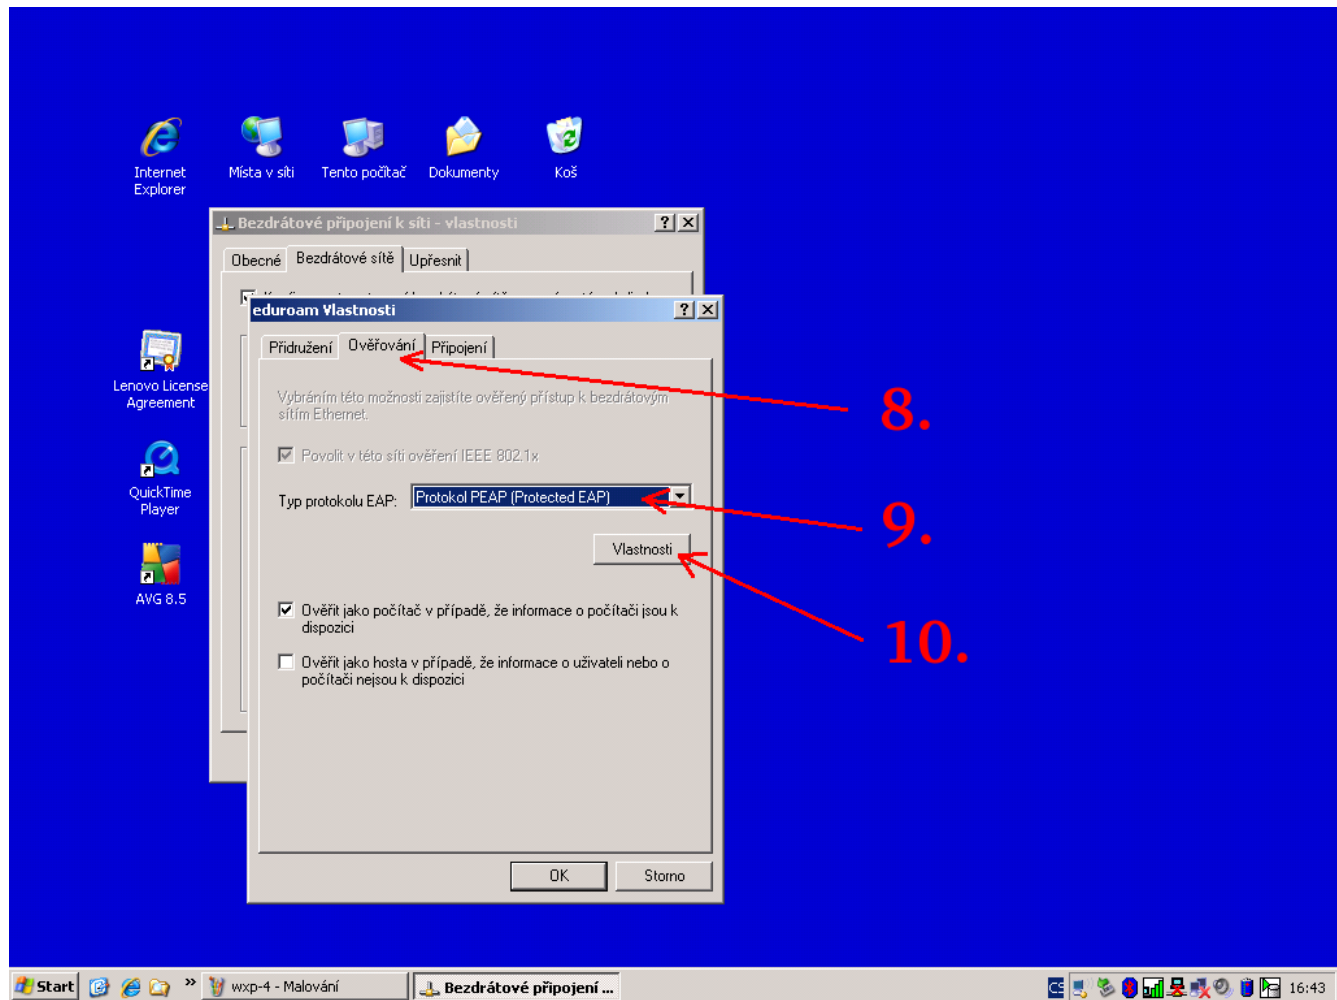 Internet
Explorer
Místa v síti
Tento počítač
Dokumenty
Koš
Bezdrátové připojení k síti - vlastnosti
Obecné
Bezdrátové sítě
Upřesnit
eduroam Vlastnosti
Přidružení
Ověřování
Připojení
Lenovo License
Agreement
Vybráním této možnosti zajistíte ověřený přístup k bezdrátovým
sítím Ethernet.
8.
Povolit v této síti ověření IEEE 802.1x
QuickTime
Player
Typ protokolu EAP:
Protokol PEAP (Protected EAP)
9.
Vlastnosti
AVG 8.5
Ověřit jako počítač v případě, že informace o počítači jsou k
dispozici
10.
Ověřit jako hosta v případě, že informace o uživateli nebo o
počítači nejsou k dispozici
OK
Storno
Start
wxp-4 - Malování
Bezdrátové připojení ...
CS
16:43